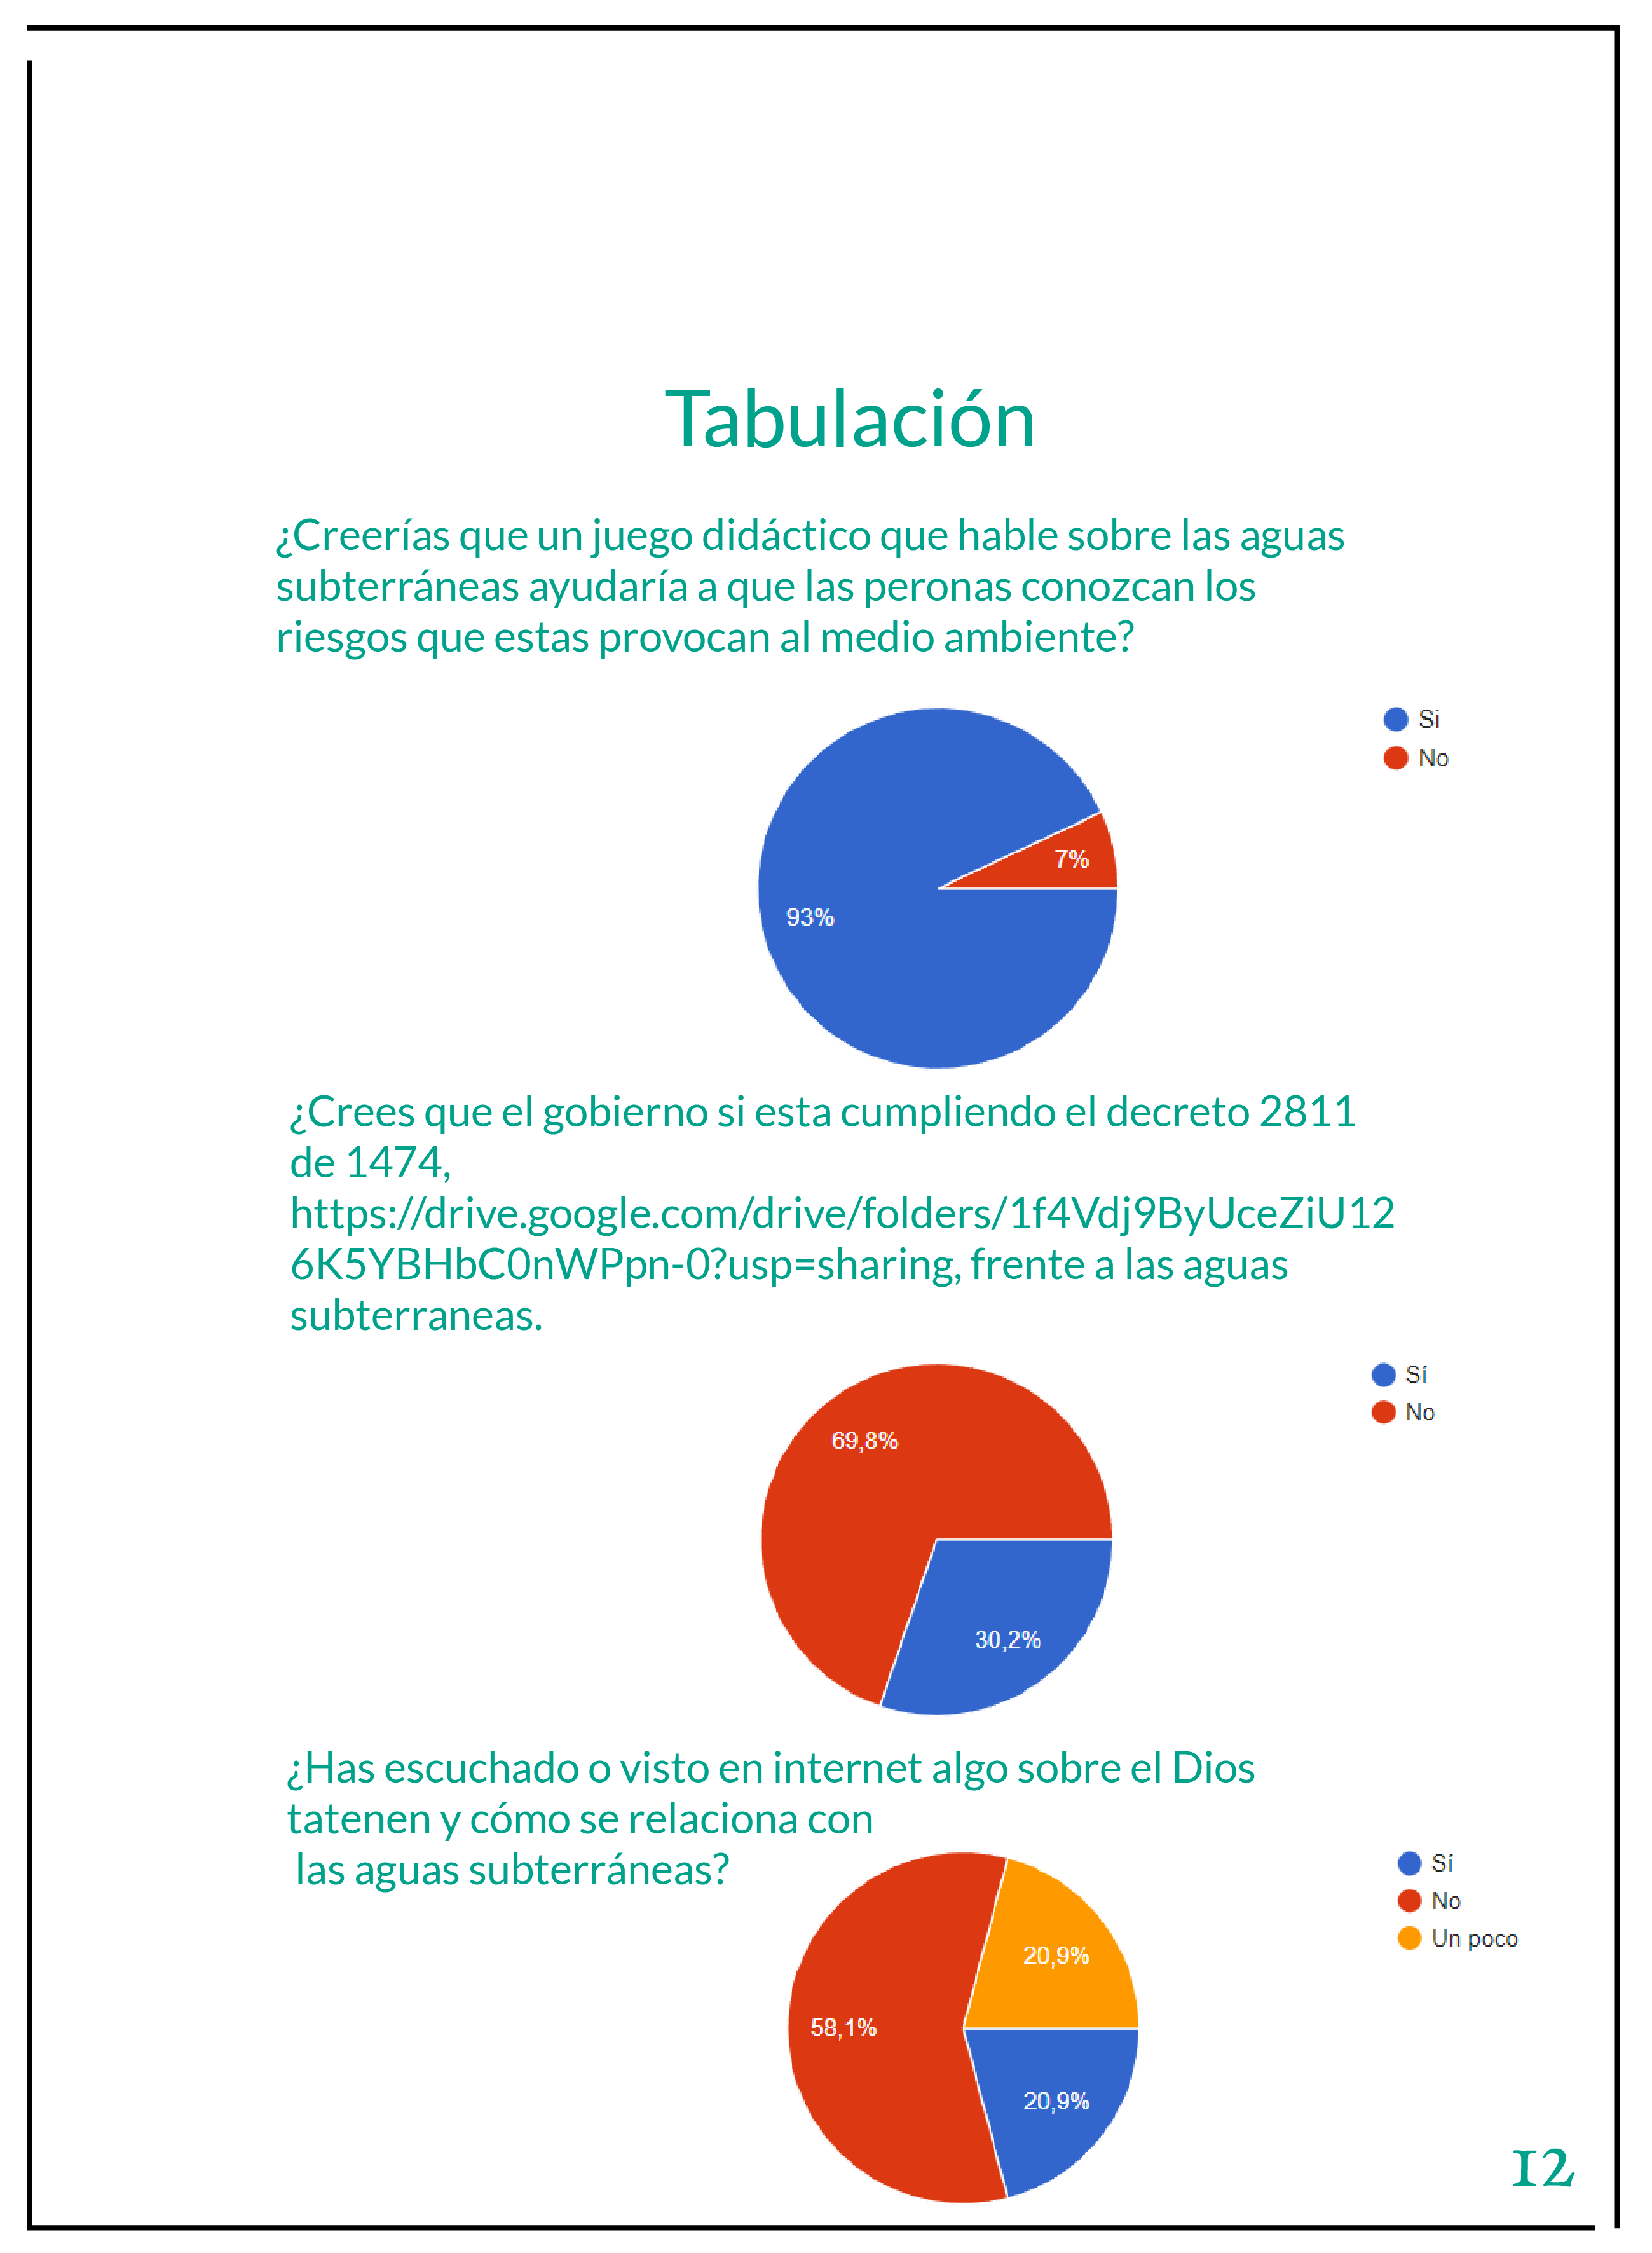 Tabulación
¿Creerías que un juego didáctico que hable sobre las aguas
subterráneas ayudaría a que las peronas conozcan los
riesgos que estas provocan al medio ambiente?
Si
No
7%
93%
¿Crees que el gobierno si esta cumpliendo el decreto 2811
de 1474,
https://drive.google.com/drive/folders/1f4Vdj9ByUceZiU12
6K5YBHbC0nWPpn-0?usp=sharing, frente a las aguas
subterraneas.
Sí
No
69,8%
30,2%
¿Has escuchado o visto en internet algo sobre el Dios
tatenen y cómo se relaciona con
las aguas subterráneas?
Sí
No
Un poco
20,9%
58,1%
20,9%
12